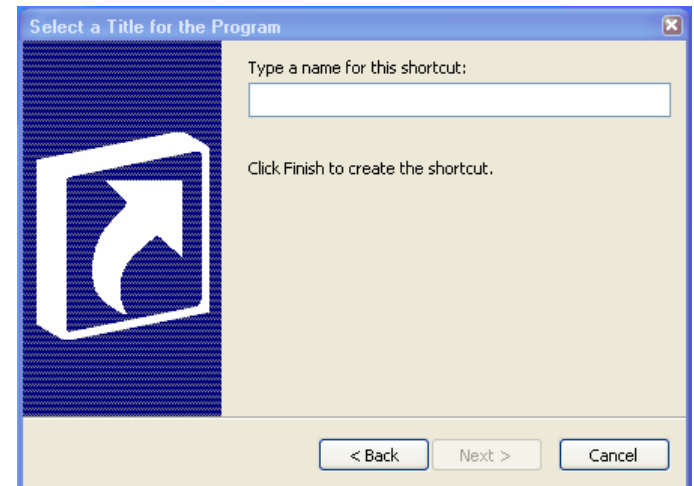 Select a Title for the Program
Type a name for this shortcut:
Click Finish to create the shortcut.
< Back
Next >
Cancel